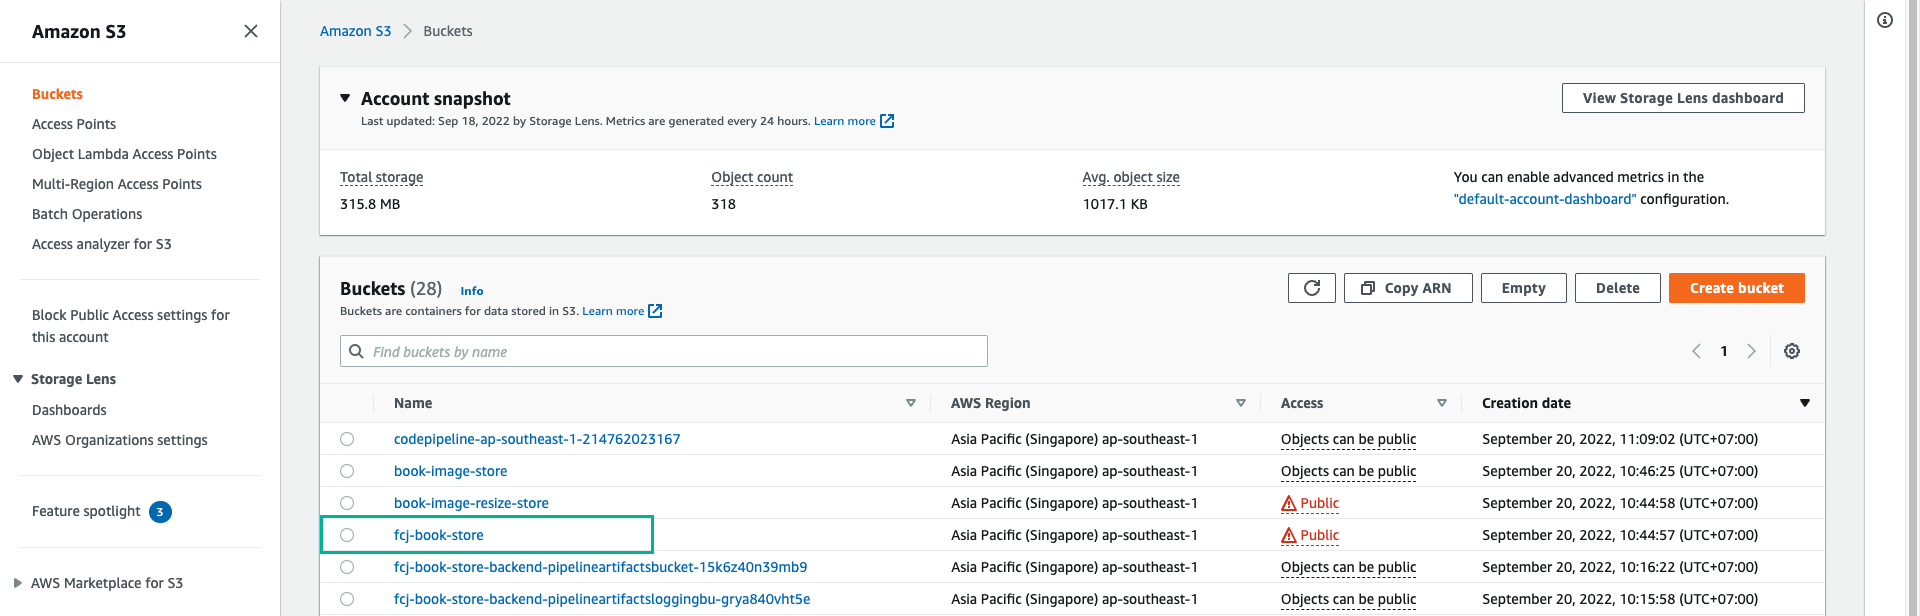 Amazon S3
Buckets
Access Points
Object Lambda Access Points
Multi-Region Access Points
Batch Operations
Access analyzer for S3
Block Public Access settings for
this account
Storage Lens
Dashboards
AWS Organizations settings
Feature spotlight 3
AWS Marketplace for S3
Amazon S3 Buckets
Account snapshot
View Storage Lens dashboard
Last updated: Sep 18, 2022 by Storage Lens. Metrics are generated every 24 hours. Learn more
Total storage
315.8 MB
Object count
318
Avg. object size
1017.1 KB
You can enable advanced metrics in the
"default-account-dashboard" configuration.
Buckets (28) Info
Buckets are containers for data stored in S3. Learn more
Copy ARN
Empty
Delete
Create bucket
Find buckets by name
1
Name AWS Region Access Creation date
codepipeline-ap-southeast-1-214762023167 Asia Pacific (Singapore) ap-southeast-1 Objects can be public September 20, 2022, 11:09:02 (UTC+07:00)
book-image-store Asia Pacific (Singapore) ap-southeast-1 Objects can be public September 20, 2022, 10:46:25 (UTC+07:00)
book-image-resize-store Asia Pacific (Singapore) ap-southeast-1 Public September 20, 2022, 10:44:58 (UTC+07:00)
fcj-book-store Asia Pacific (Singapore) ap-southeast-1 Public September 20, 2022, 10:44:57 (UTC+07:00)
fcj-book-store-backend-pipelineartifactsbucket-15k6z40n39mb9 Asia Pacific (Singapore) ap-southeast-1 Objects can be public September 20, 2022, 10:16:22 (UTC+07:00)
fcj-book-store-backend-pipelineartifactsloggingbu-grya840vht5e Asia Pacific (Singapore) ap-southeast-1 Objects can be public September 20, 2022, 10:15:58 (UTC+07:00)